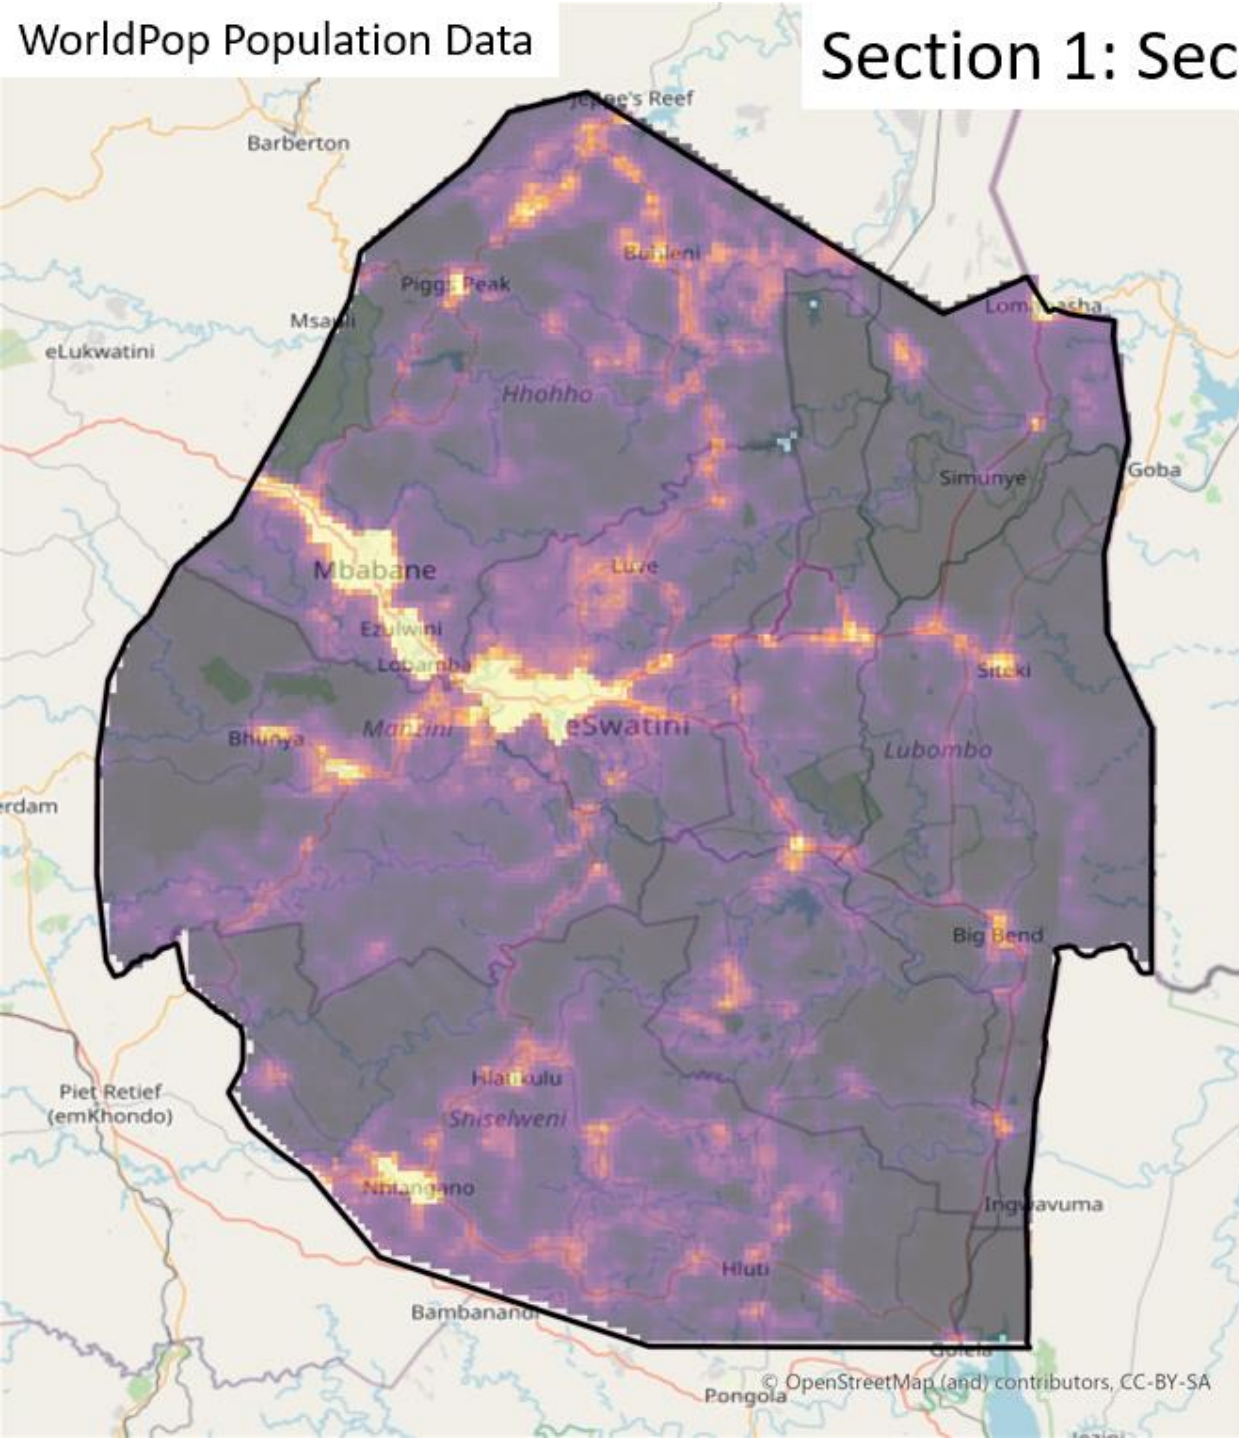 WorldPop Population Data
Section 1: Sec
Jeppe's Reef
Barberton
Buhleni
Piggs Peak
Lomahasha
Msauli
eLukwatini
Hhohho
Goba
Simunye
Mbabane
Luve
Ezulwini
Lobamba
Siteki
Manzini
eSwatini
Bhunya
Lubombo
erdam
Big Bend
Hlatikulu
Piet Retief
(emKhondo)
Shiselweni
Nhlangano
Ingwavuma
Hluti
Bambanandi
Golela
© OpenStreetMap (and) contributors, CC-BY-SA
Pongola